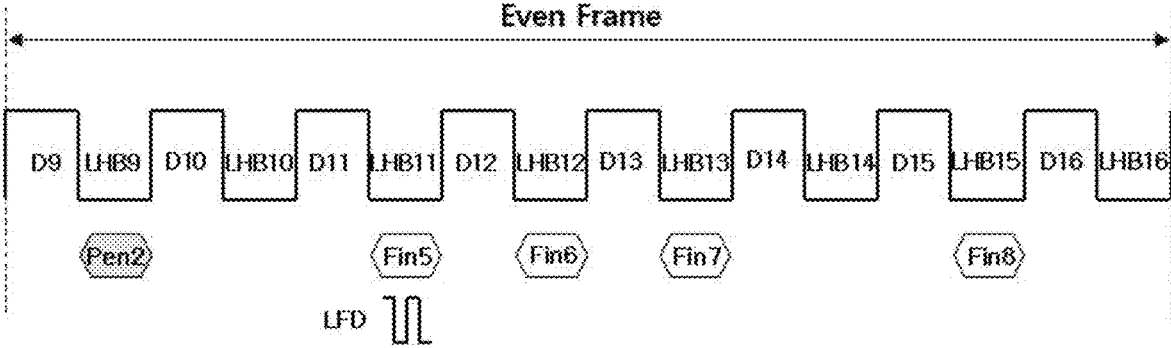 Even Frame
D9 LHB9 D10 LHB10 D11 LHB11 D12 LHB12 D13 LHB13 D14 LHB14 D15 LHB15 D16 LHB16
Pen2 Fin5 Fin6 Fin7 Fin8
LFD